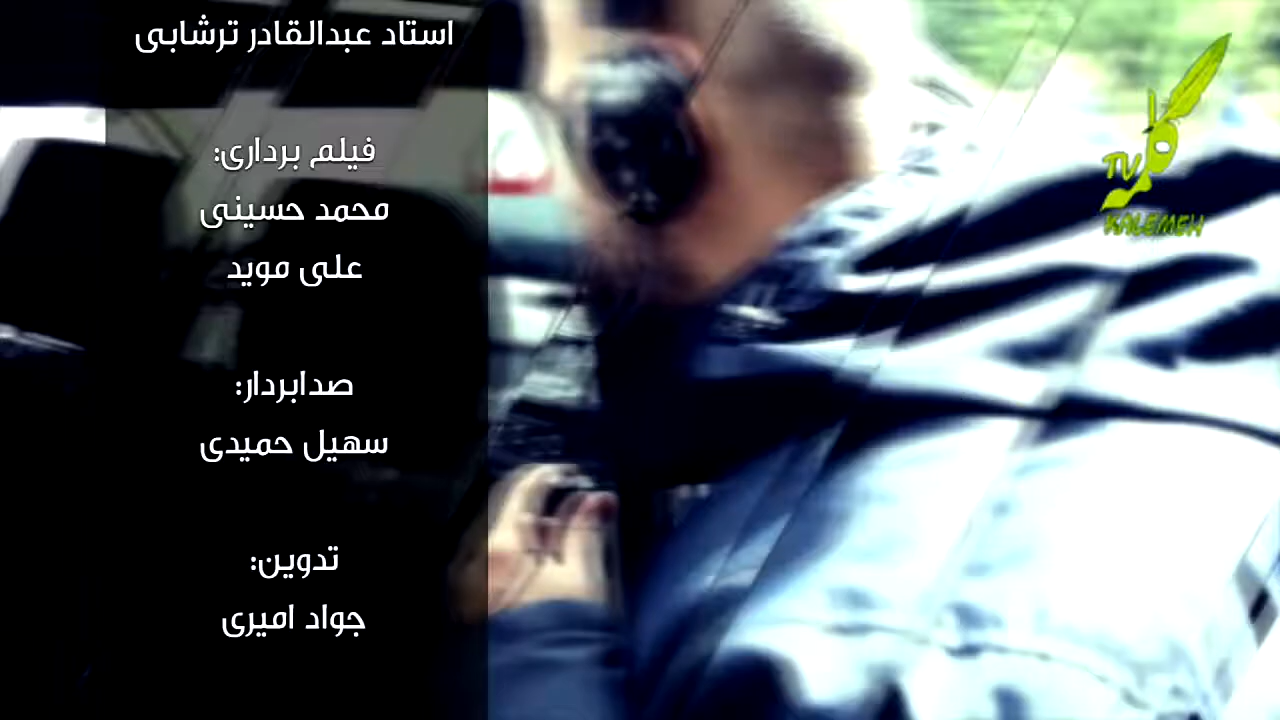 استاد عبدالقادر ترشابی
فیلم برداری:
محمد حسینی
علی موید
صدابردار:
سهیل حمیدی
تدوین:
جواد امیری
TV
KALEMEH